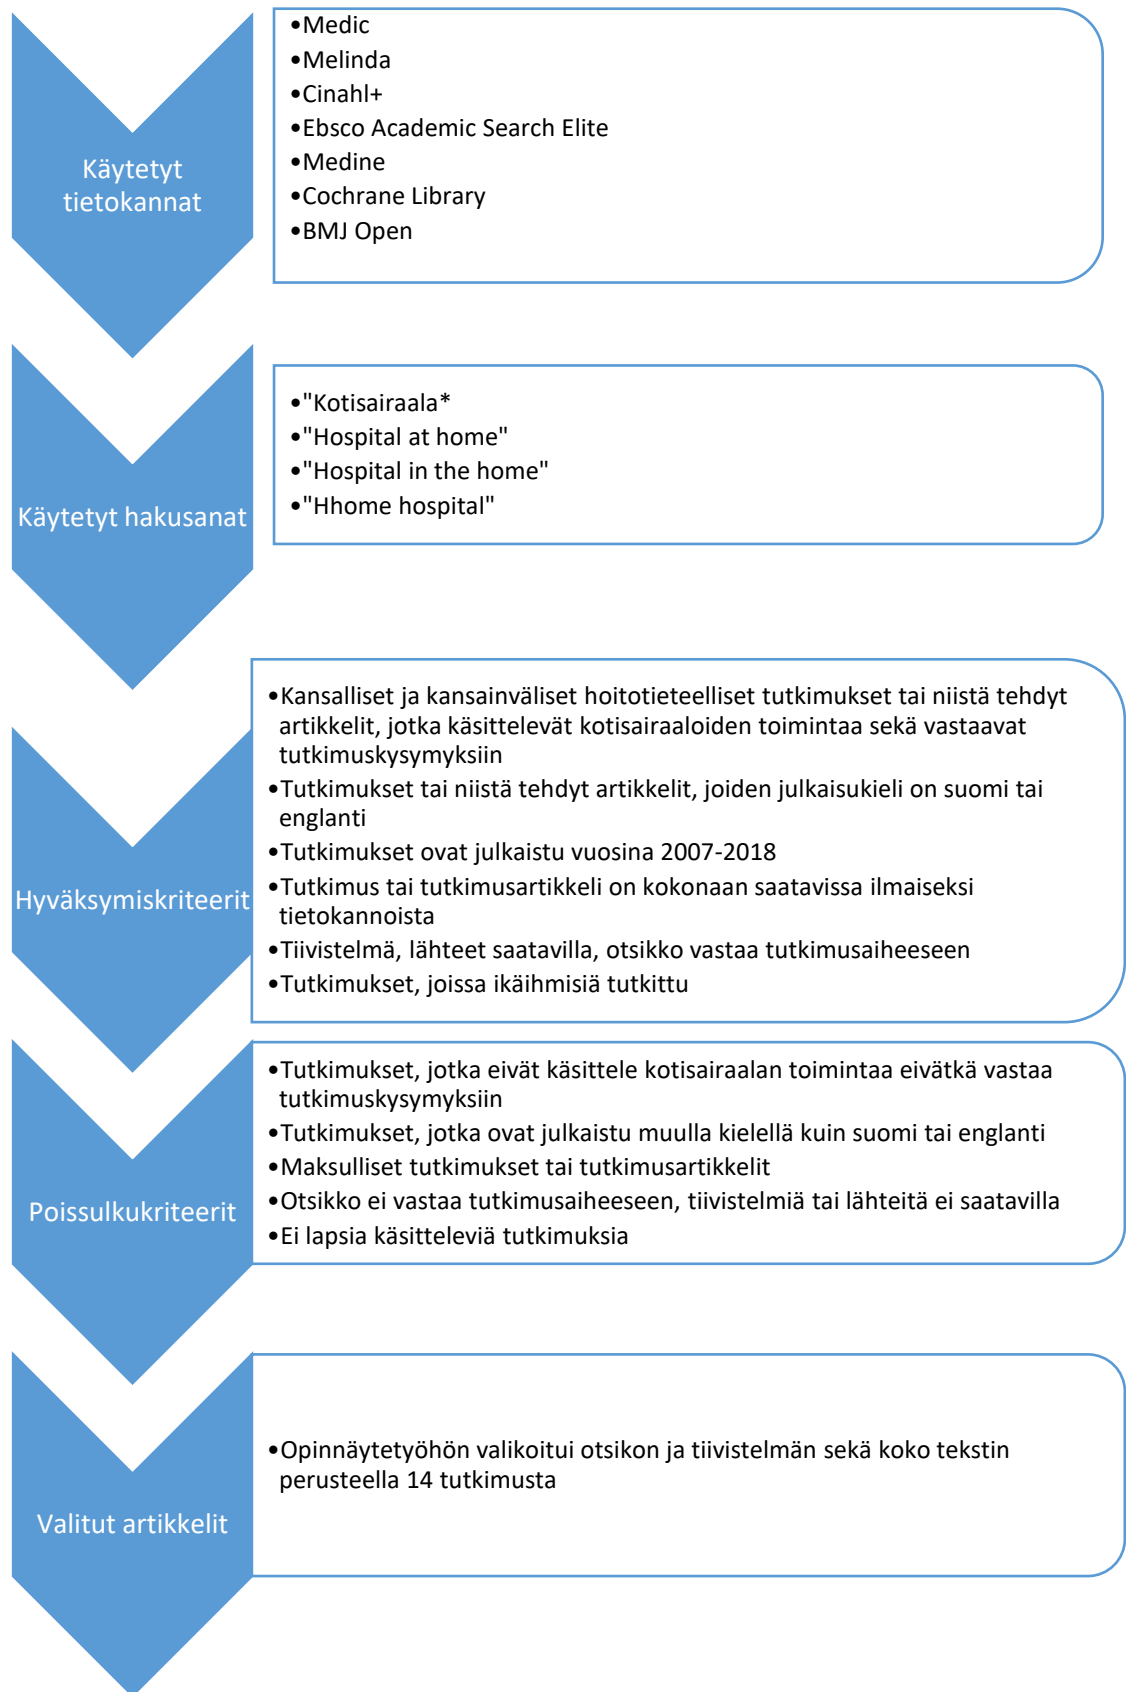 Käytetyt
tietokannat
•Medic
•Melinda
•Cinahl+
•Ebsco Academic Search Elite
•Medine
•Cochrane Library
•BMJ Open
Käytetyt hakusanat
•"Kotisairaala*
•"Hospital at home"
•"Hospital in the home"
•"Hhome hospital"
Hyväksymiskriteerit
•Kansalliset ja kansainväliset hoitotieteelliset tutkimukset tai niistä tehdyt
artikkelit, jotka käsittelevät kotisairaaloiden toimintaa sekä vastaavat
tutkimuskysymyksiin
•Tutkimukset tai niistä tehdyt artikkelit, joiden julkaisukieli on suomi tai
englanti
•Tutkimukset ovat julkaistu vuosina 2007-2018
•Tutkimus tai tutkimusartikkeli on kokonaan saatavissa ilmaiseksi
tietokannoista
•Tiivistelmä, lähteet saatavilla, otsikko vastaa tutkimusaiheeseen
•Tutkimukset, joissa ikäihmisiä tutkittu
Poissulkukriteerit
•Tutkimukset, jotka eivät käsittele kotisairaalan toimintaa eivätkä vastaa
tutkimuskysymyksiin
•Tutkimukset, jotka ovat julkaistu muulla kielellä kuin suomi tai englanti
•Maksulliset tutkimukset tai tutkimusartikkelit
•Otsikko ei vastaa tutkimusaiheeseen, tiivistelmiä tai lähteitä ei saatavilla
•Ei lapsia käsitteleviä tutkimuksia
Valitut artikkelit
•Opinnäytetyöhön valikoitui otsikon ja tiivistelmän sekä koko tekstin
perusteella 14 tutkimusta